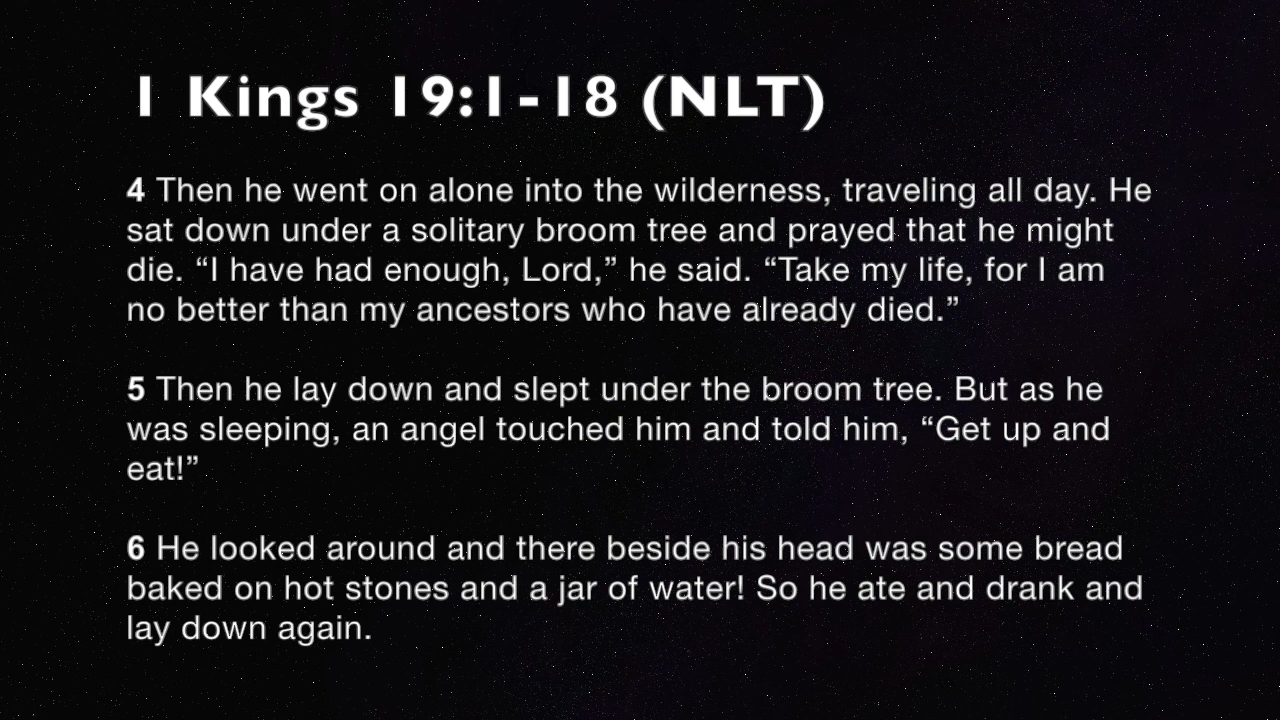 1 Kings 19:1-18 (NLT)
4 Then he went on alone into the wilderness, traveling all day. He
sat down under a solitary broom tree and prayed that he might
die. “I have had enough, Lord,” he said. “Take my life, for I am
no better than my ancestors who have already died.”
5 Then he lay down and slept under the broom tree. But as he
was sleeping, an angel touched him and told him, “Get up and
eat!”
6 He looked around and there beside his head was some bread
baked on hot stones and a jar of water! So he ate and drank and
lay down again.